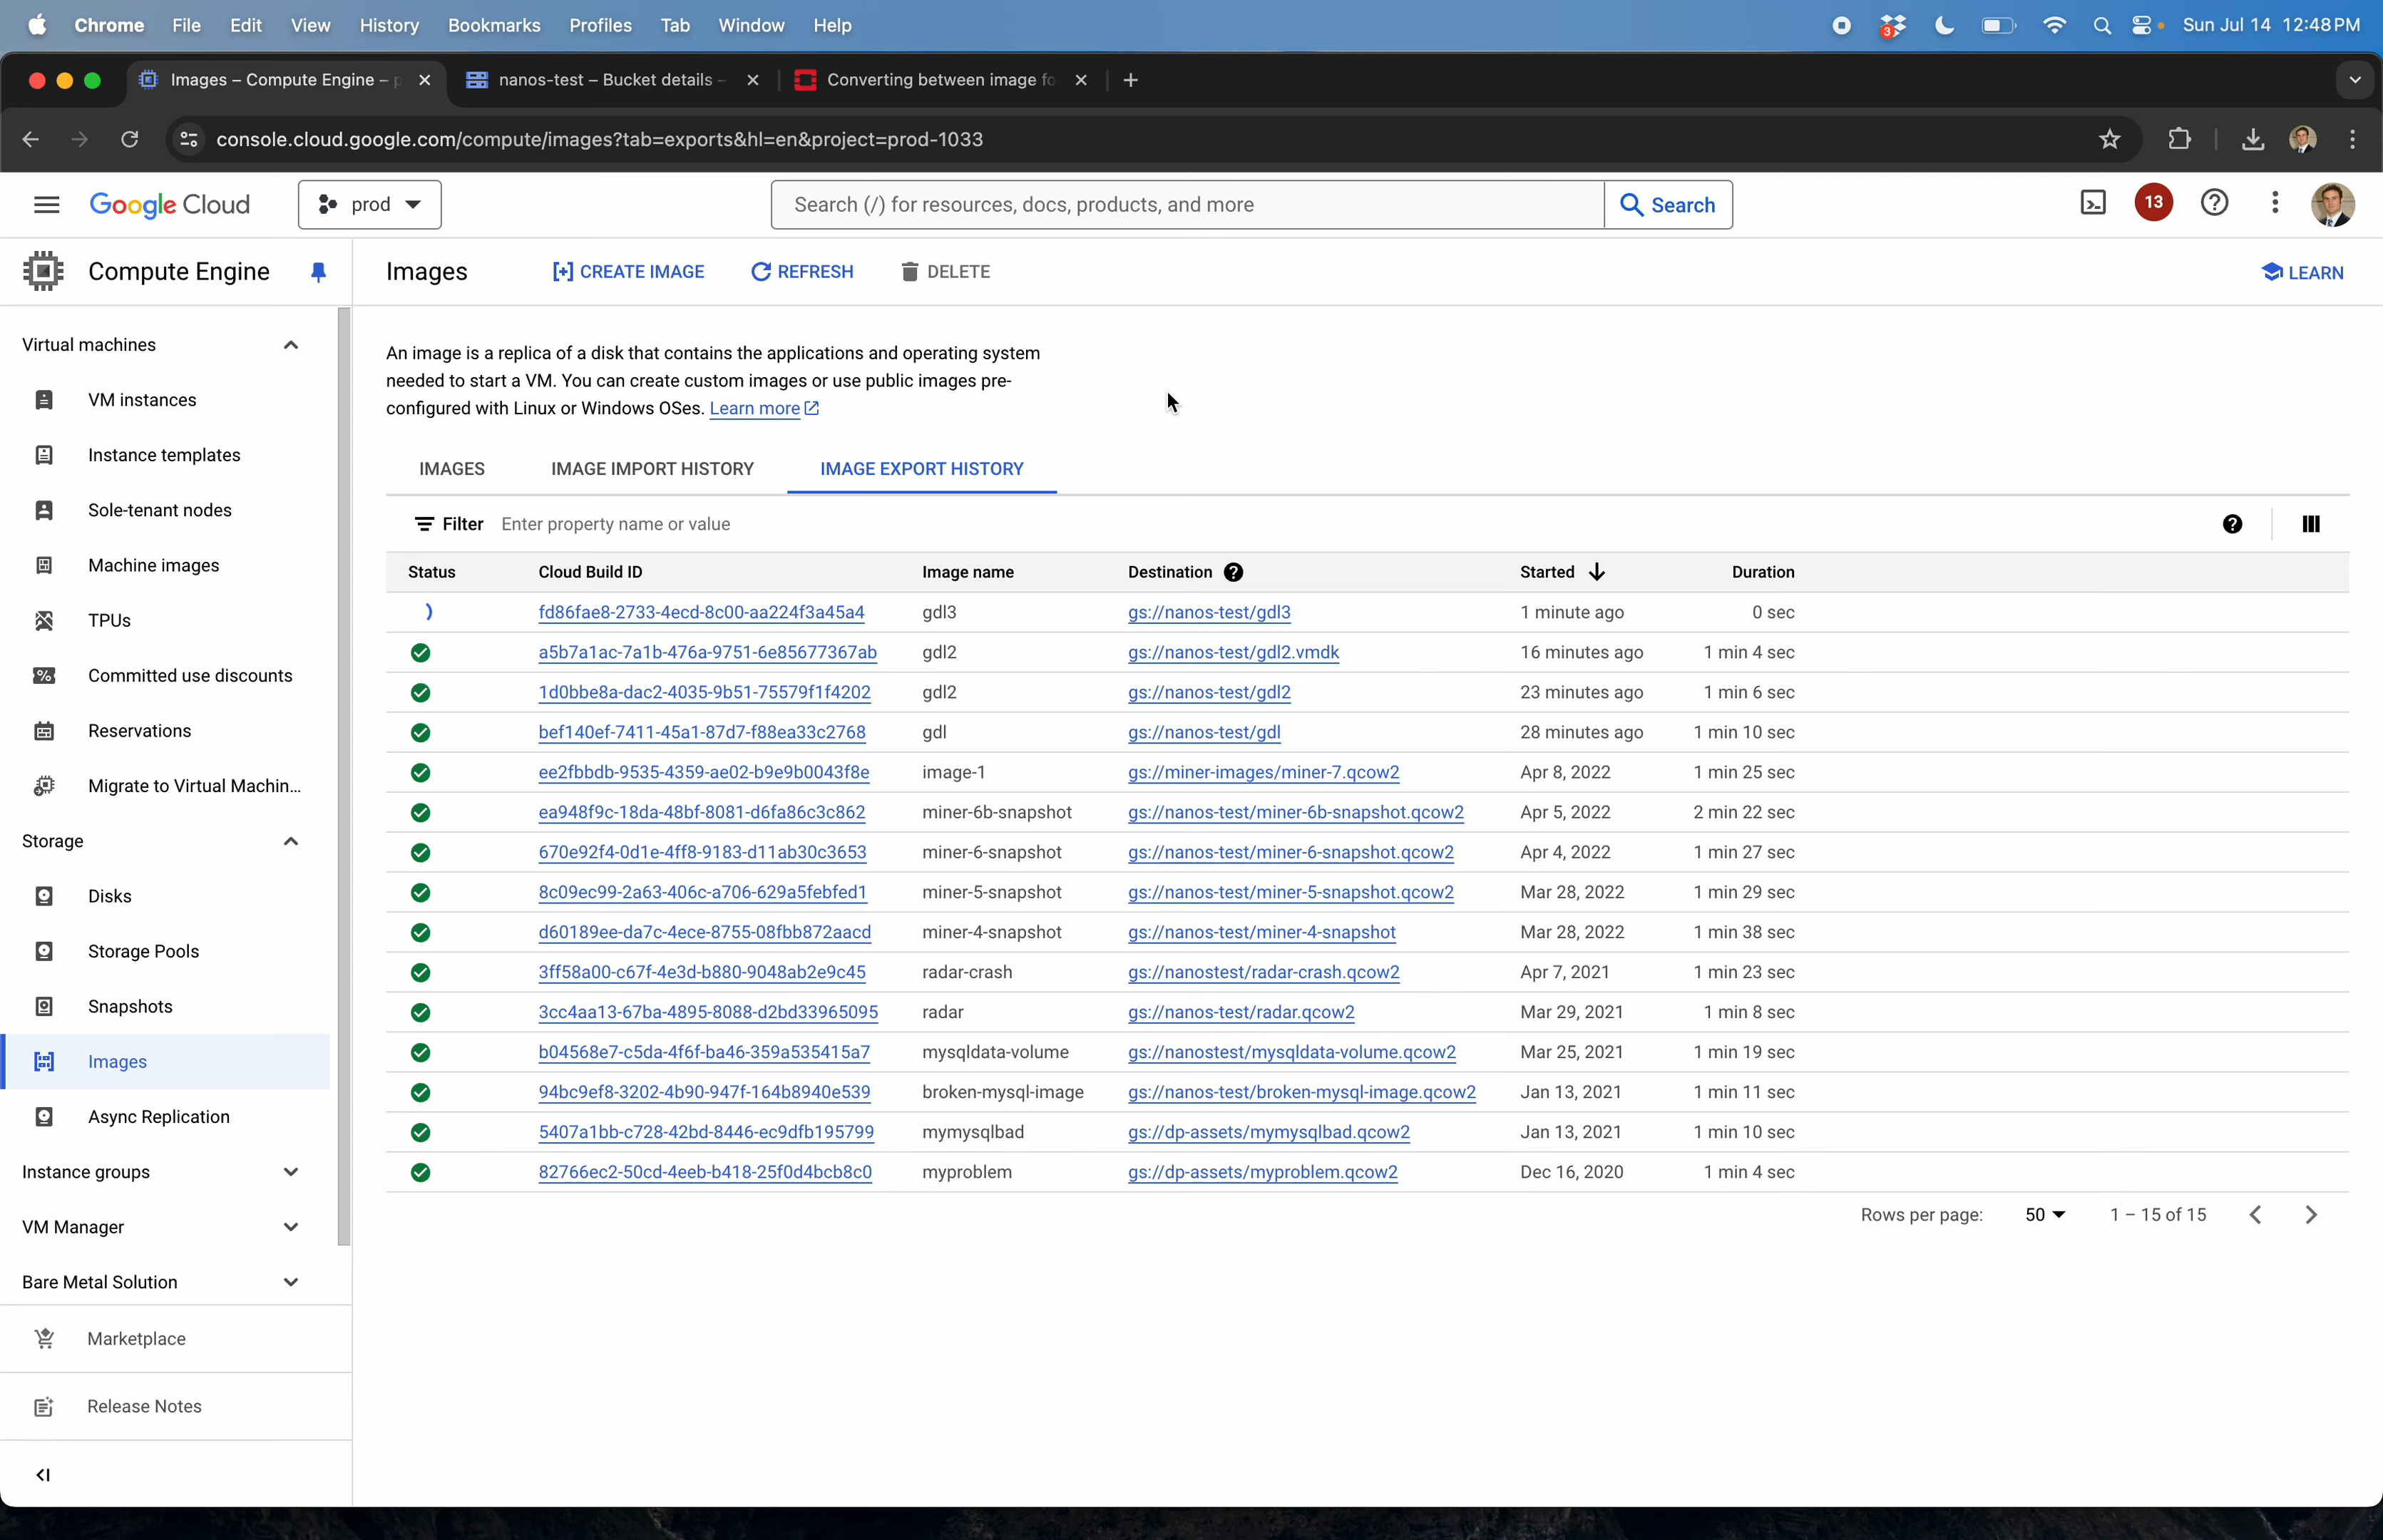 Chrome File Edit View History Bookmarks Profiles Tab Window Help 3 Sun Jul 14 12:48 PM
Images – Compute Engine – nanos-test – Bucket details – Converting between image fo
console.cloud.google.com/compute/images?tab=exports&hl=en&project=prod-1033
Google Cloud prod Search (/) for resources, docs, products, and more Search 13
Compute Engine Images CREATE IMAGE REFRESH DELETE LEARN
Virtual machines
VM instances
Instance templates
Sole-tenant nodes
Machine images
TPUs
Committed use discounts
Reservations
Migrate to Virtual Machin...
Storage
Disks
Storage Pools
Snapshots
Images
Async Replication
Instance groups
VM Manager
Bare Metal Solution
Marketplace
Release Notes
An image is a replica of a disk that contains the applications and operating system
needed to start a VM. You can create custom images or use public images pre-
configured with Linux or Windows OSes. Learn more
IMAGES IMAGE IMPORT HISTORY IMAGE EXPORT HISTORY
Filter Enter property name or value
Status Cloud Build ID Image name Destination Started Duration
fd86fae8-2733-4ecd-8c00-aa224f3a45a4 gdl3 gs://nanos-test/gdl3 1 minute ago 0 sec
a5b7a1ac-7a1b-476a-9751-6e85677367ab gdl2 gs://nanos-test/gdl2.vmdk 16 minutes ago 1 min 4 sec
1d0bbe8a-dac2-4035-9b51-75579f1f4202 gdl2 gs://nanos-test/gdl2 23 minutes ago 1 min 6 sec
bef140ef-7411-45a1-87d7-f88ea33c2768 gdl gs://nanos-test/gdl 28 minutes ago 1 min 10 sec
ee2fbbdb-9535-4359-ae02-b9e9b0043f8e image-1 gs://miner-images/miner-7.qcow2 Apr 8, 2022 1 min 25 sec
ea948f9c-18da-48bf-8081-d6fa86c3c862 miner-6b-snapshot gs://nanos-test/miner-6b-snapshot.qcow2 Apr 5, 2022 2 min 22 sec
670e92f4-0d1e-4ff8-9183-d11ab30c3653 miner-6-snapshot gs://nanos-test/miner-6-snapshot.qcow2 Apr 4, 2022 1 min 27 sec
8c09ec99-2a63-406c-a706-629a5febfed1 miner-5-snapshot gs://nanos-test/miner-5-snapshot.qcow2 Mar 28, 2022 1 min 29 sec
d60189ee-da7c-4ece-8755-08fbb872aacd miner-4-snapshot gs://nanos-test/miner-4-snapshot Mar 28, 2022 1 min 38 sec
3ff58a00-c67f-4e3d-b880-9048ab2e9c45 radar-crash gs://nanostest/radar-crash.qcow2 Apr 7, 2021 1 min 23 sec
3cc4aa13-67ba-4895-8088-d2bd33965095 radar gs://nanos-test/radar.qcow2 Mar 29, 2021 1 min 8 sec
b04568e7-c5da-4f6f-ba46-359a535415a7 mysqldata-volume gs://nanostest/mysqldata-volume.qcow2 Mar 25, 2021 1 min 19 sec
94bc9ef8-3202-4b90-947f-164b8940e539 broken-mysql-image gs://nanos-test/broken-mysql-image.qcow2 Jan 13, 2021 1 min 11 sec
5407a1bb-c728-42bd-8446-ec9dfb195799 mymysqlbad gs://dp-assets/mymysqlbad.qcow2 Jan 13, 2021 1 min 10 sec
82766ec2-50cd-4eeb-b418-25f0d4bcb8c0 myproblem gs://dp-assets/myproblem.qcow2 Dec 16, 2020 1 min 4 sec
Rows per page: 50 1 – 15 of 15